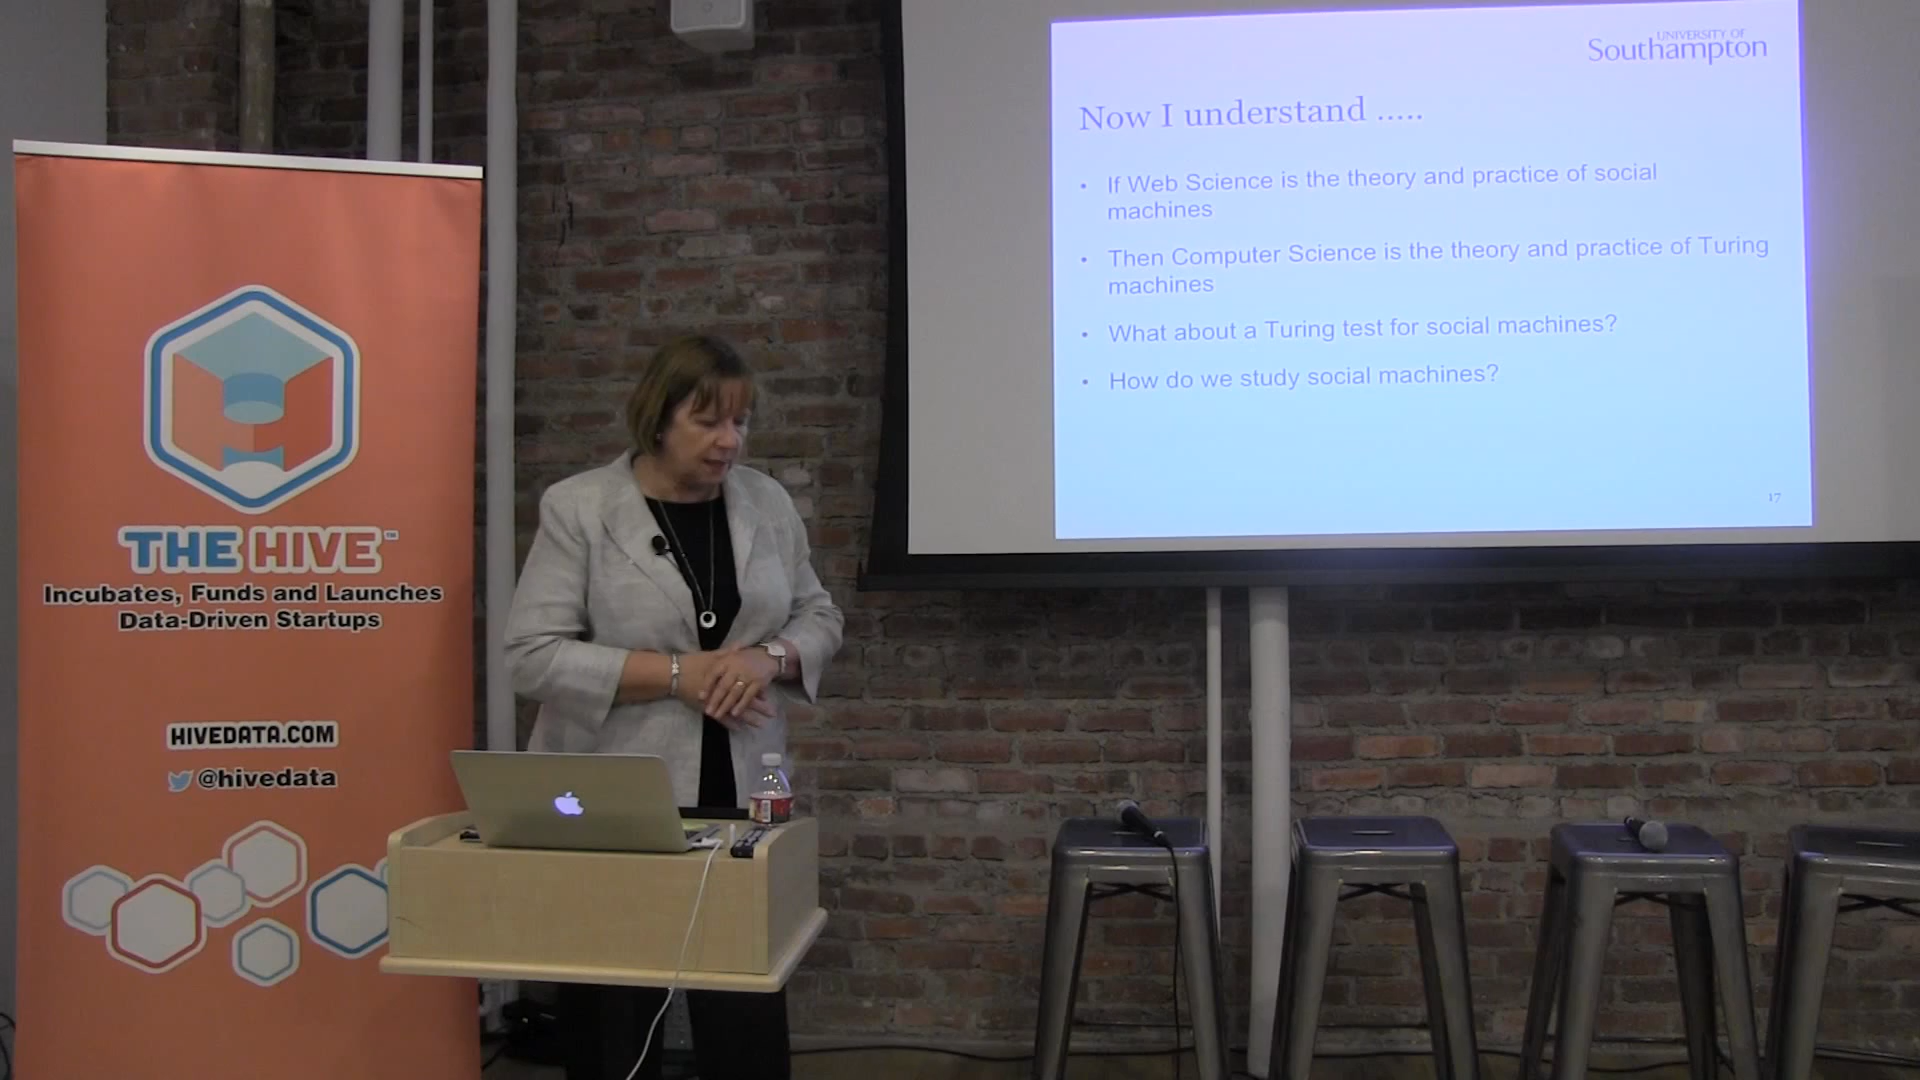 THE HIVE™
Incubates, Funds and Launches
Data-Driven Startups
HIVEDATA.COM
@hivedata
UNIVERSITY OF
Southampton
Now I understand .....
• If Web Science is the theory and practice of social
machines
• Then Computer Science is the theory and practice of Turing
machines
• What about a Turing test for social machines?
• How do we study social machines?
17